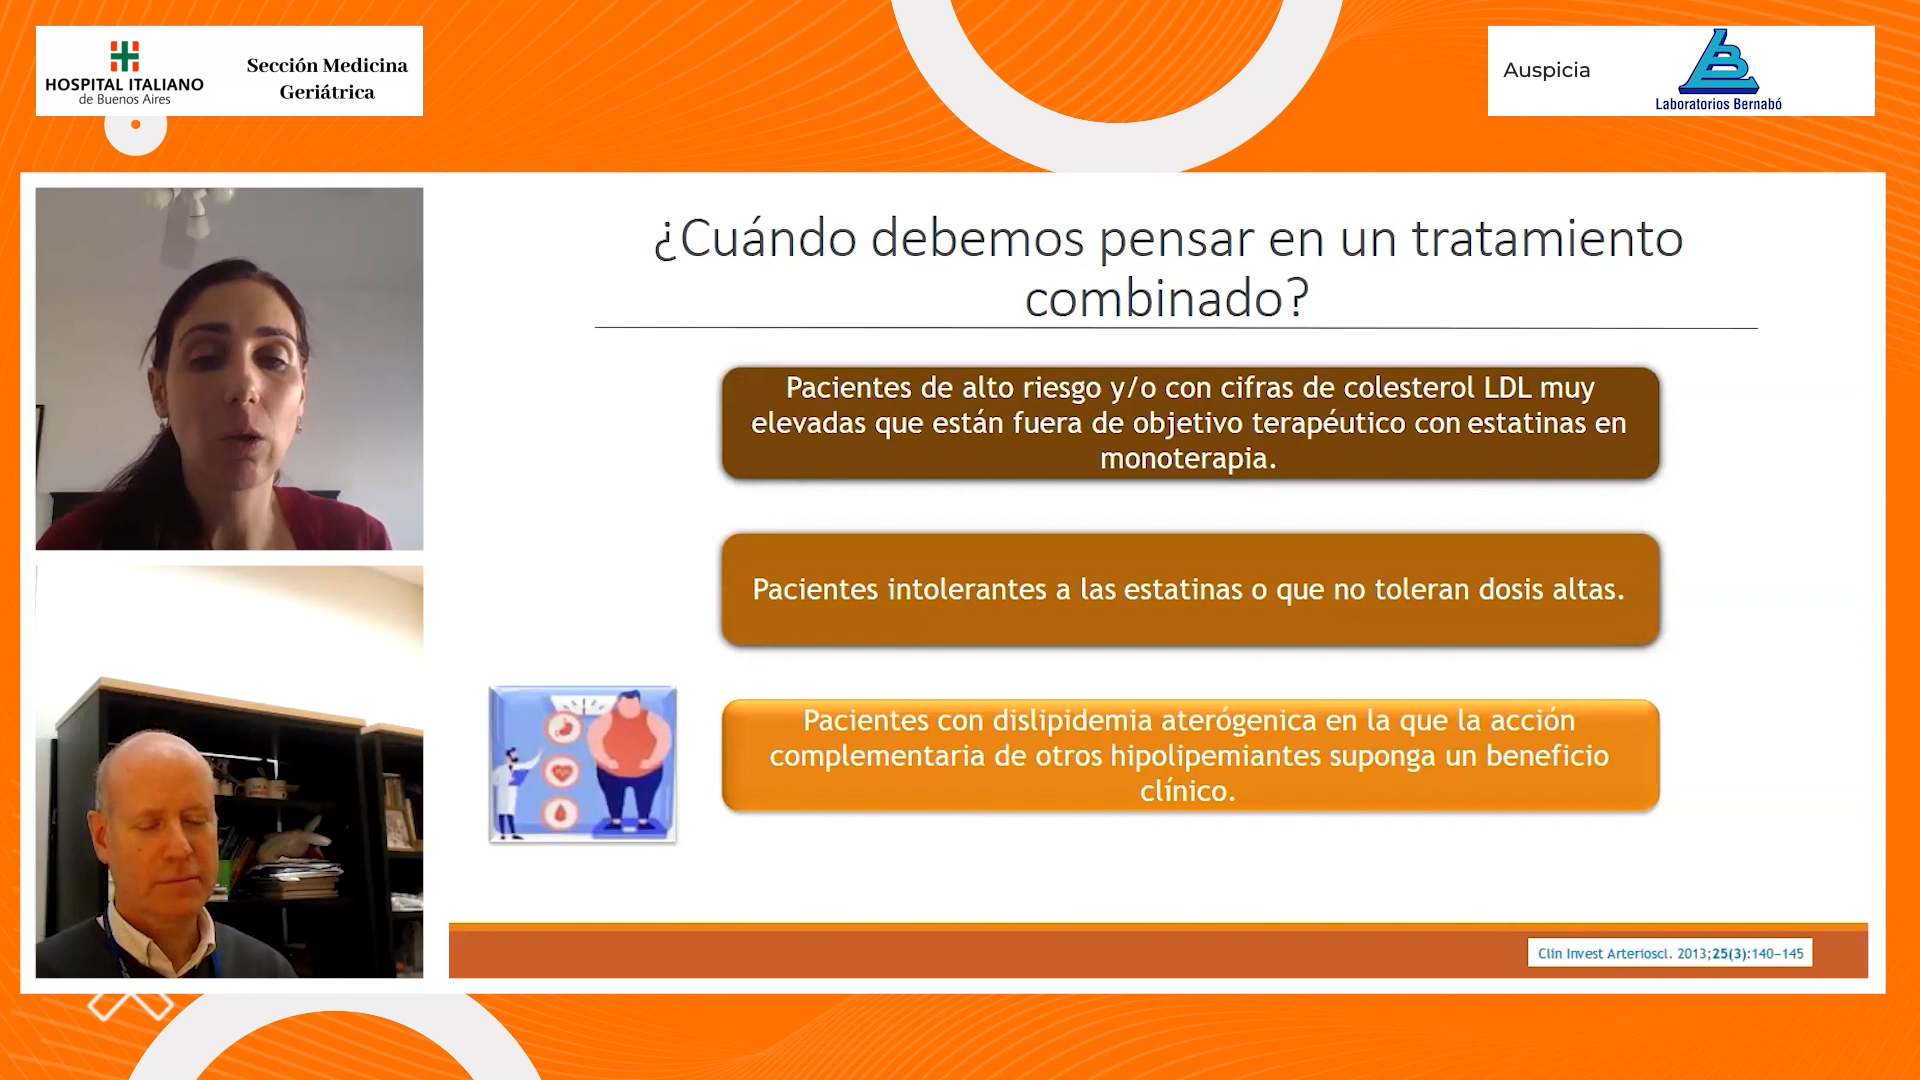 HOSPITAL ITALIANO
de Buenos Aires
Sección Medicina
Geriátrica
Auspicia
Laboratorios Bernabó
¿Cuándo debemos pensar en un tratamiento
combinado?
Pacientes de alto riesgo y/o con cifras de colesterol LDL muy
elevadas que están fuera de objetivo terapéutico con estatinas en
monoterapia.
Pacientes intolerantes a las estatinas o que no toleran dosis altas.
Pacientes con dislipidemia aterógenica en la que la acción
complementaria de otros hipolipemiantes suponga un beneficio
clínico.
Clin Invest Arterioscl. 2013;25(3):140–145